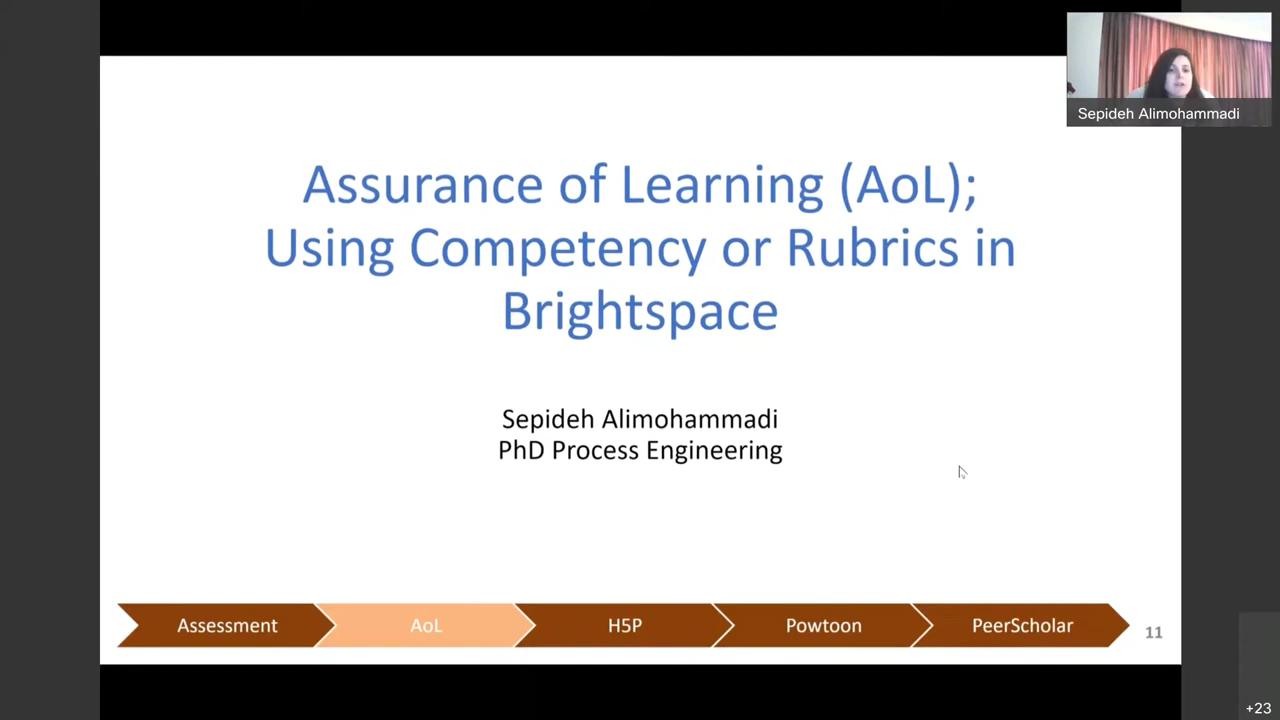 Sepideh Alimohammadi
Assurance of Learning (AoL);
Using Competency or Rubrics in
Brightspace
Sepideh Alimohammadi
PhD Process Engineering
Assessment
AoL
H5P
Powtoon
PeerScholar
11
+23